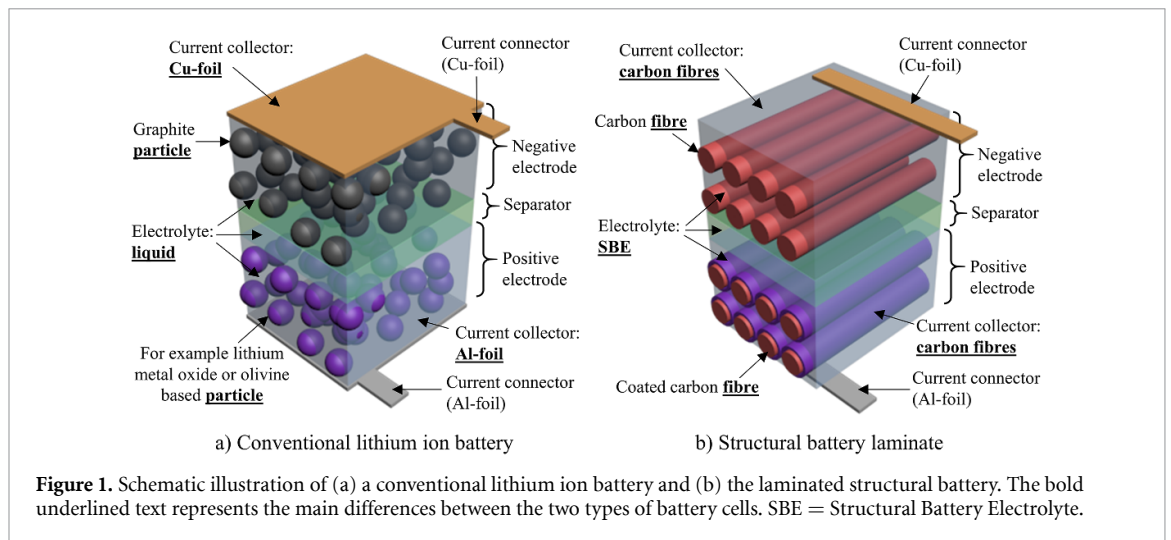 Current collector:
Cu-foil
Current connector
(Cu-foil)
Graphite
particle
Negative
electrode
Separator
Electrolyte:
liquid
Positive
electrode
For example lithium
metal oxide or olivine
based particle
Current collector:
Al-foil
Current connector
(Al-foil)
a) Conventional lithium ion battery
Current collector:
carbon fibres
Current connector
(Cu-foil)
Carbon fibre
Negative
electrode
Separator
Electrolyte:
SBE
Positive
electrode
Current collector:
carbon fibres
Coated carbon fibre
Current connector
(Al-foil)
b) Structural battery laminate
Figure 1. Schematic illustration of (a) a conventional lithium ion battery and (b) the laminated structural battery. The bold
underlined text represents the main differences between the two types of battery cells. SBE = Structural Battery Electrolyte.